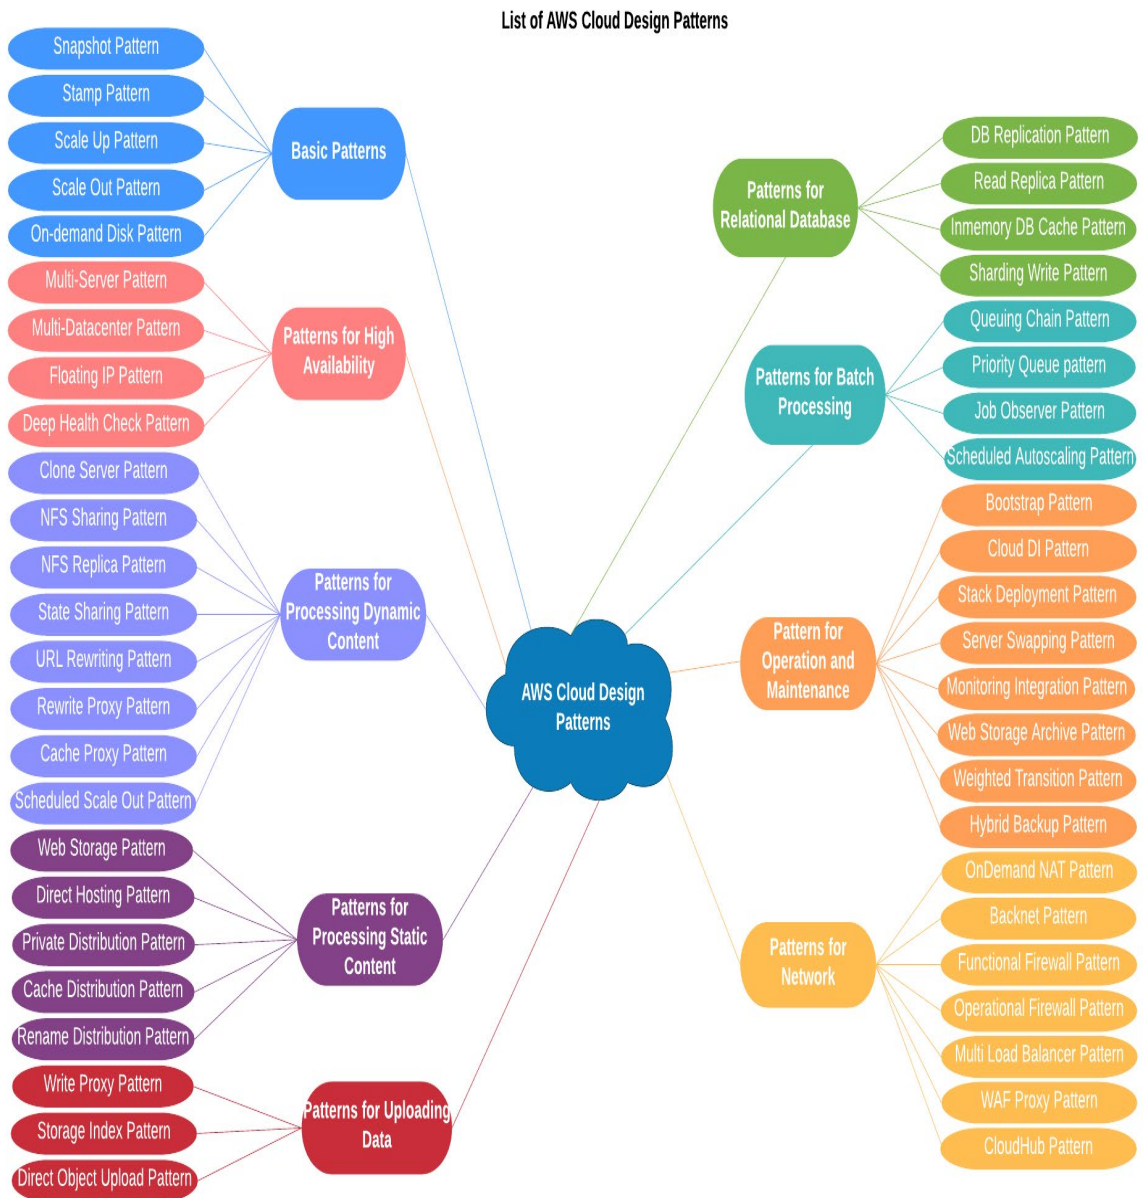 List of AWS Cloud Design Patterns
Snapshot Pattern
Stamp Pattern
Scale Up Pattern
Scale Out Pattern
On-demand Disk Pattern
Basic Patterns
Multi-Server Pattern
Multi-Datacenter Pattern
Floating IP Pattern
Deep Health Check Pattern
Patterns for High
Availability
Clone Server Pattern
NFS Sharing Pattern
NFS Replica Pattern
State Sharing Pattern
URL Rewriting Pattern
Rewrite Proxy Pattern
Cache Proxy Pattern
Scheduled Scale Out Pattern
Patterns for
Processing Dynamic
Content
Web Storage Pattern
Direct Hosting Pattern
Private Distribution Pattern
Cache Distribution Pattern
Rename Distribution Pattern
Patterns for
Processing Static
Content
Write Proxy Pattern
Storage Index Pattern
Direct Object Upload Pattern
Patterns for Uploading
Data
AWS Cloud Design
Patterns
Patterns for
Relational Database
DB Replication Pattern
Read Replica Pattern
Inmemory DB Cache Pattern
Sharding Write Pattern
Patterns for Batch
Processing
Queuing Chain Pattern
Priority Queue pattern
Job Observer Pattern
Scheduled Autoscaling Pattern
Pattern for
Operation and
Maintenance
Bootstrap Pattern
Cloud DI Pattern
Stack Deployment Pattern
Server Swapping Pattern
Monitoring Integration Pattern
Web Storage Archive Pattern
Weighted Transition Pattern
Hybrid Backup Pattern
Patterns for
Network
OnDemand NAT Pattern
Backnet Pattern
Functional Firewall Pattern
Operational Firewall Pattern
Multi Load Balancer Pattern
WAF Proxy Pattern
CloudHub Pattern